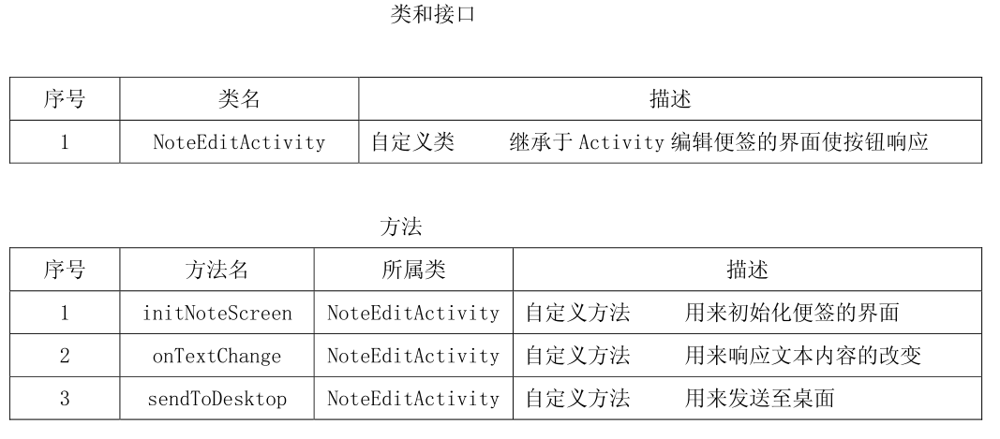 类和接口
序号 类名 描述
1 NoteEditActivity 自定义类 继承于 Activity 编辑便签的界面使按钮响应
方法
序号 方法名 所属类 描述
1 initNoteScreen NoteEditActivity 自定义方法 用来初始化便签的界面
2 onTextChange NoteEditActivity 自定义方法 用来响应文本内容的改变
3 sendToDesktop NoteEditActivity 自定义方法 用来发送至桌面